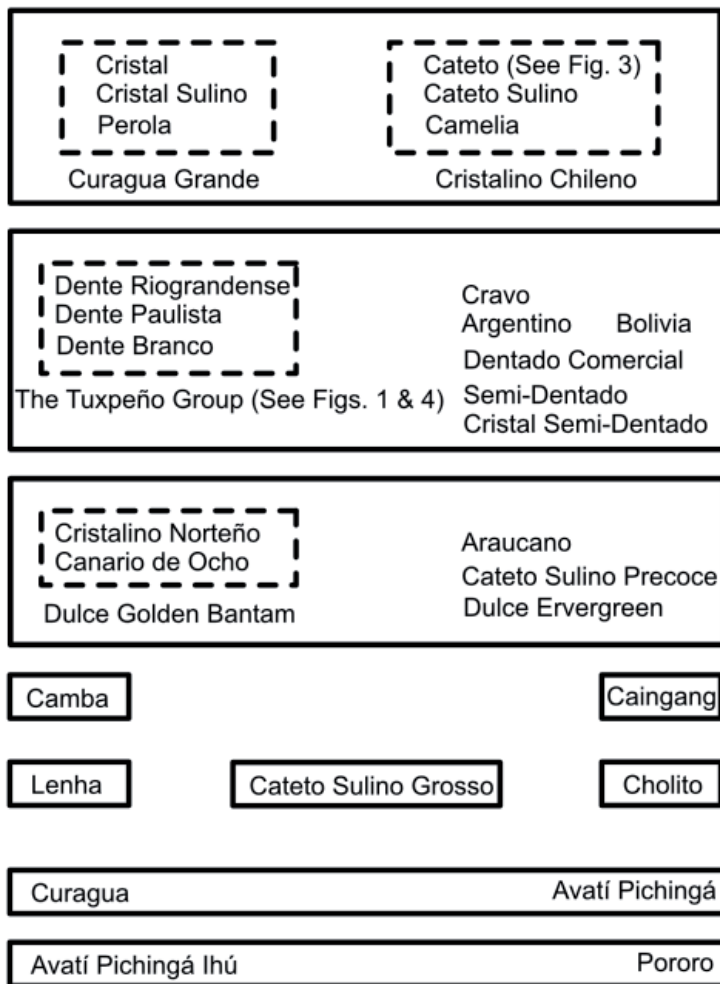 Cristal
Cristal Sulino
Perola
Curagua Grande
Cateto (See Fig. 3)
Cateto Sulino
Camelia
Cristalino Chileno
Dente Riograndense
Dente Paulista
Dente Branco
The Tuxpeño Group (See Figs. 1 & 4)
Cravo
Argentino Bolivia
Dentado Comercial
Semi-Dentado
Cristal Semi-Dentado
Cristalino Norteño
Canario de Ocho
Dulce Golden Bantam
Araucano
Cateto Sulino Precoce
Dulce Ervergreen
Camba
Caingang
Lenha
Cateto Sulino Grosso
Cholito
Curagua
Avatí Pichingá
Avatí Pichingá Ihú
Pororo